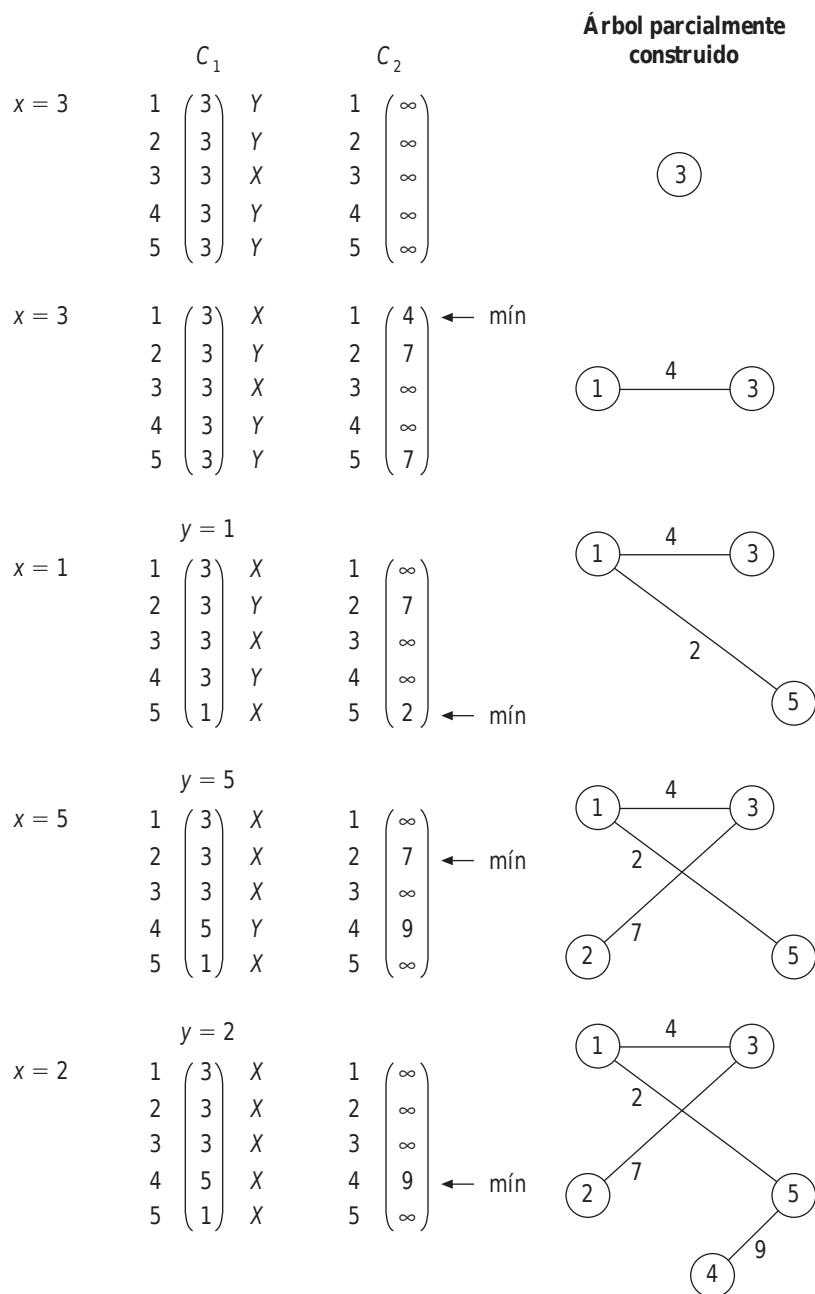 Árbol parcialmente
construido
C1 C2
x = 3 1 3 Y 1 ∞
2 3 Y 2 ∞
3 3 X 3 ∞
4 3 Y 4 ∞
5 3 Y 5 ∞
3
x = 3 1 3 X 1 4 ← mín
2 3 Y 2 7
3 3 X 3 ∞
4 3 Y 4 ∞
5 3 Y 5 7
1 4 3
y = 1
x = 1 1 3 X 1 ∞
2 3 Y 2 7
3 3 X 3 ∞
4 3 Y 4 ∞
5 1 X 5 2 ← mín
1 4 3
2
5
y = 5
x = 5 1 3 X 1 ∞
2 3 X 2 7 ← mín
3 3 X 3 ∞
4 5 Y 4 9
5 1 X 5 ∞
1 4 3
2
7
2 5
y = 2
x = 2 1 3 X 1 ∞
2 3 X 2 ∞
3 3 X 3 ∞
4 5 X 4 9 ← mín
5 1 X 5 ∞
1 4 3
2
7
2 5
9
4